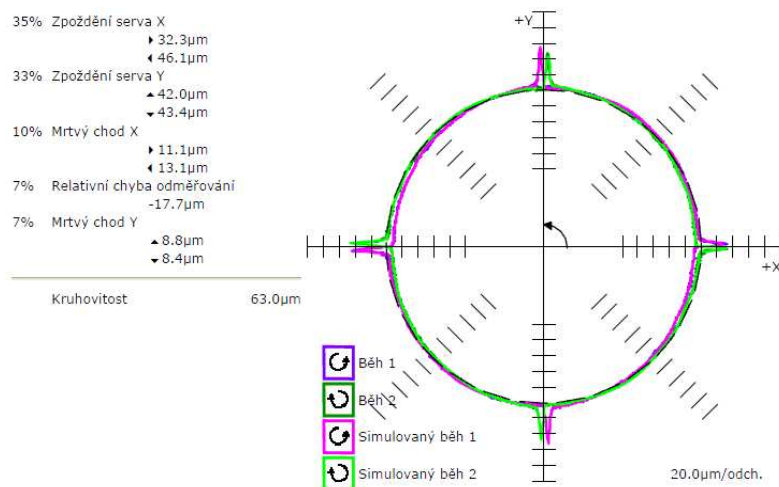 35% Zpoždění serva X
32.3µm
46.1µm
33% Zpoždění serva Y
42.0µm
43.4µm
10% Mrtvý chod X
11.1µm
13.1µm
7% Relativní chyba odměřování
-17.7µm
7% Mrtvý chod Y
8.8µm
8.4µm
Kruhovitost 63.0µm
+Y
+X
Běh 1
Běh 2
Simulovaný běh 1
Simulovaný běh 2
20.0µm/odch.